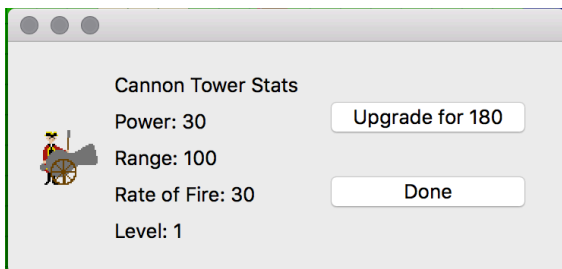 Cannon Tower Stats
Power: 30
Upgrade for 180
Range: 100
Rate of Fire: 30
Done
Level: 1